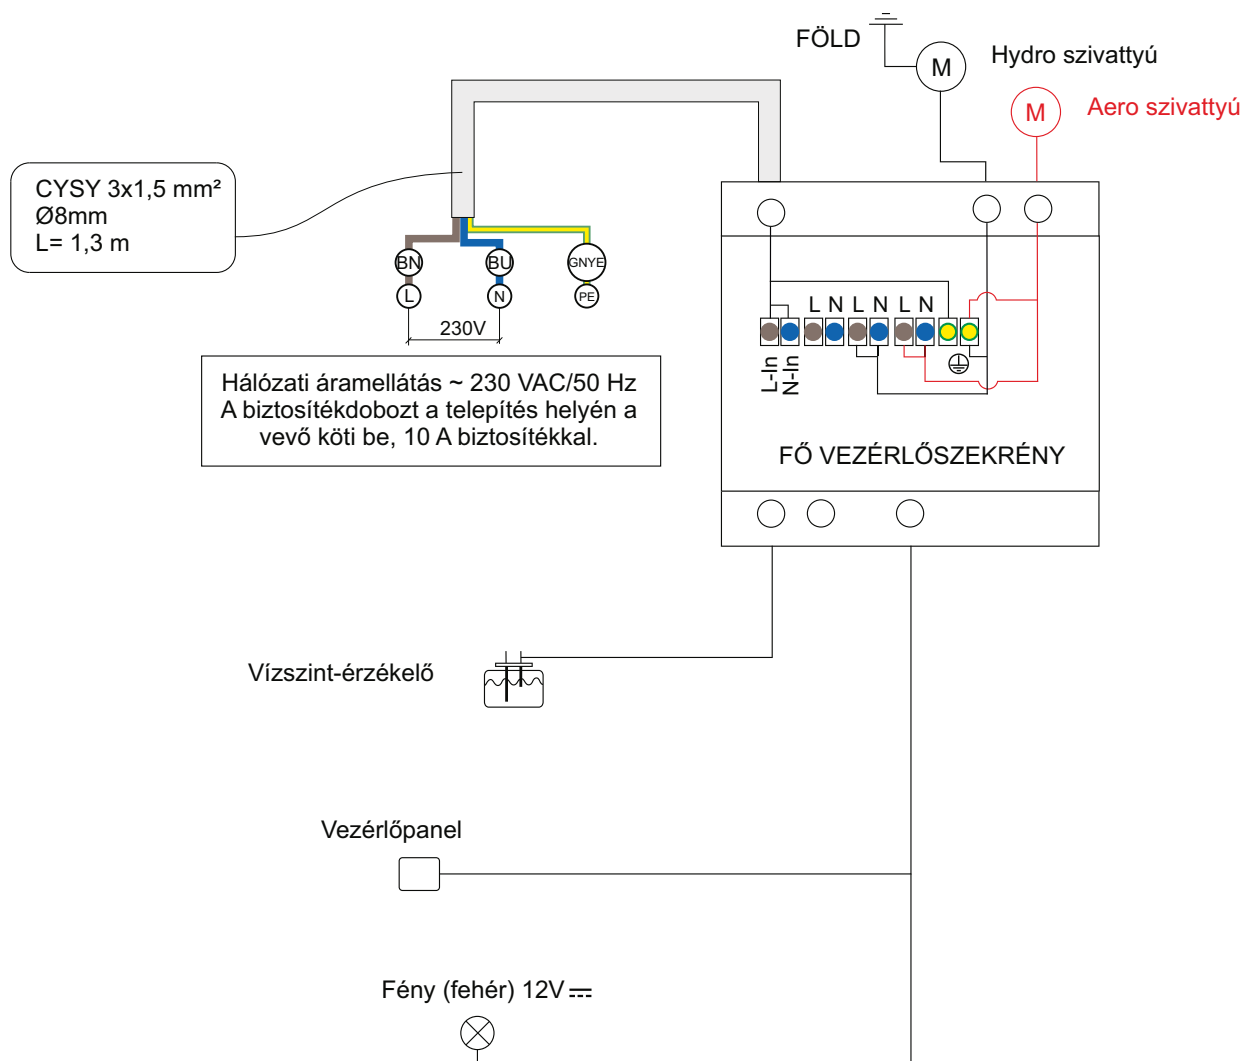 FÖLD
M
Hydro szivattyú
M
Aero szivattyú
CYSY 3x1,5 mm²
Ø8mm
L= 1,3 m
BN
BU
GNYE
L
N
PE
230V
L N L N L N
L-In
N-In
Hálózati áramellátás ~ 230 VAC/50 Hz
A biztosítékdobozt a telepítés helyén a
vevő köti be, 10 A biztosítékkal.
FŐ VEZÉRLŐSZEKRÉNY
Vízszint-érzékelő
Vezérlőpanel
Fény (fehér) 12V